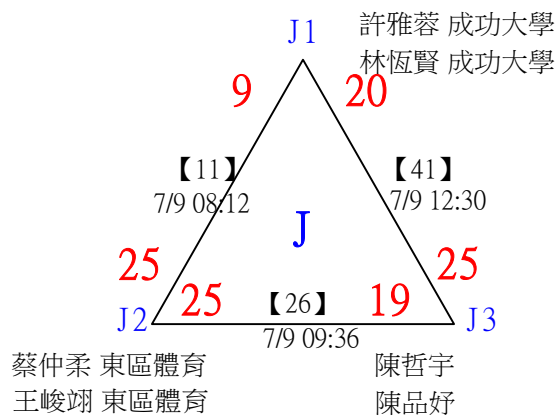 J1
許雅蓉 成功大學
林恆賢 成功大學
9
20
【11】
7/9 08:12
【41】
7/9 12:30
J
25
25
25
【26】
19
J2
J3
7/9 09:36
蔡仲柔 東區體育
王峻翊 東區體育
陳哲宇
陳品妤